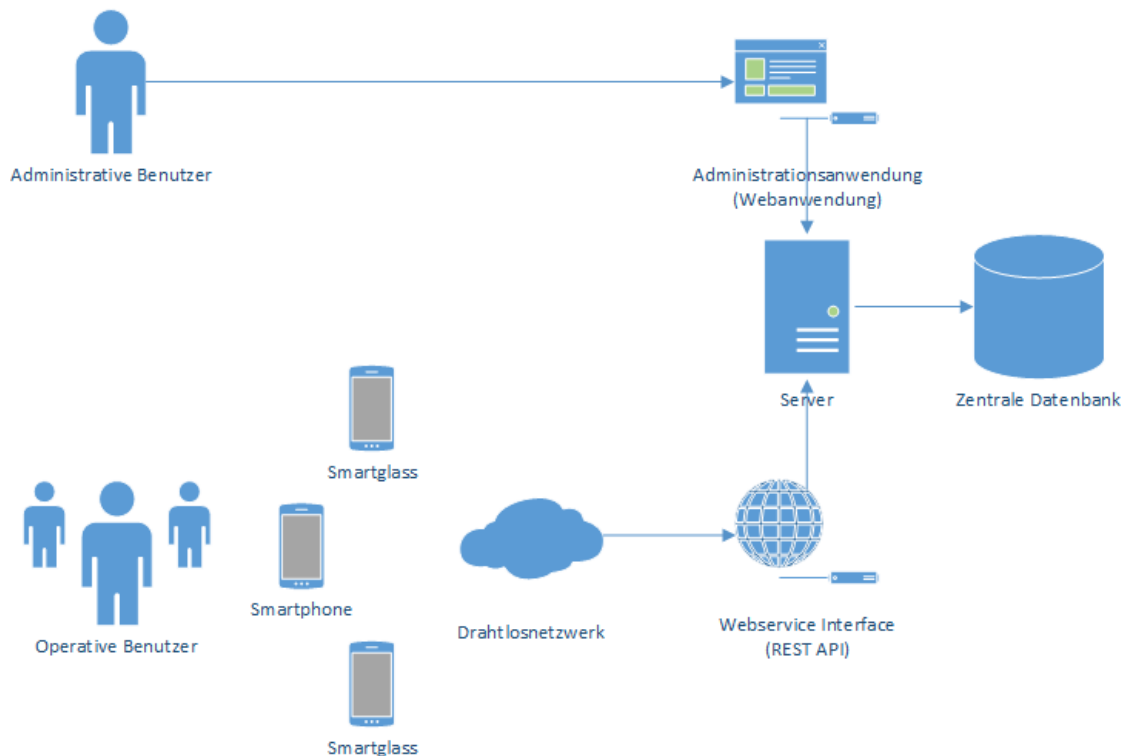 Administrative Benutzer
Administrationsanwendung
(Webanwendung)
Server
Zentrale Datenbank
Smartglass
Smartphone
Operative Benutzer
Drahtlosnetzwerk
Webservice Interface
(REST API)
Smartglass